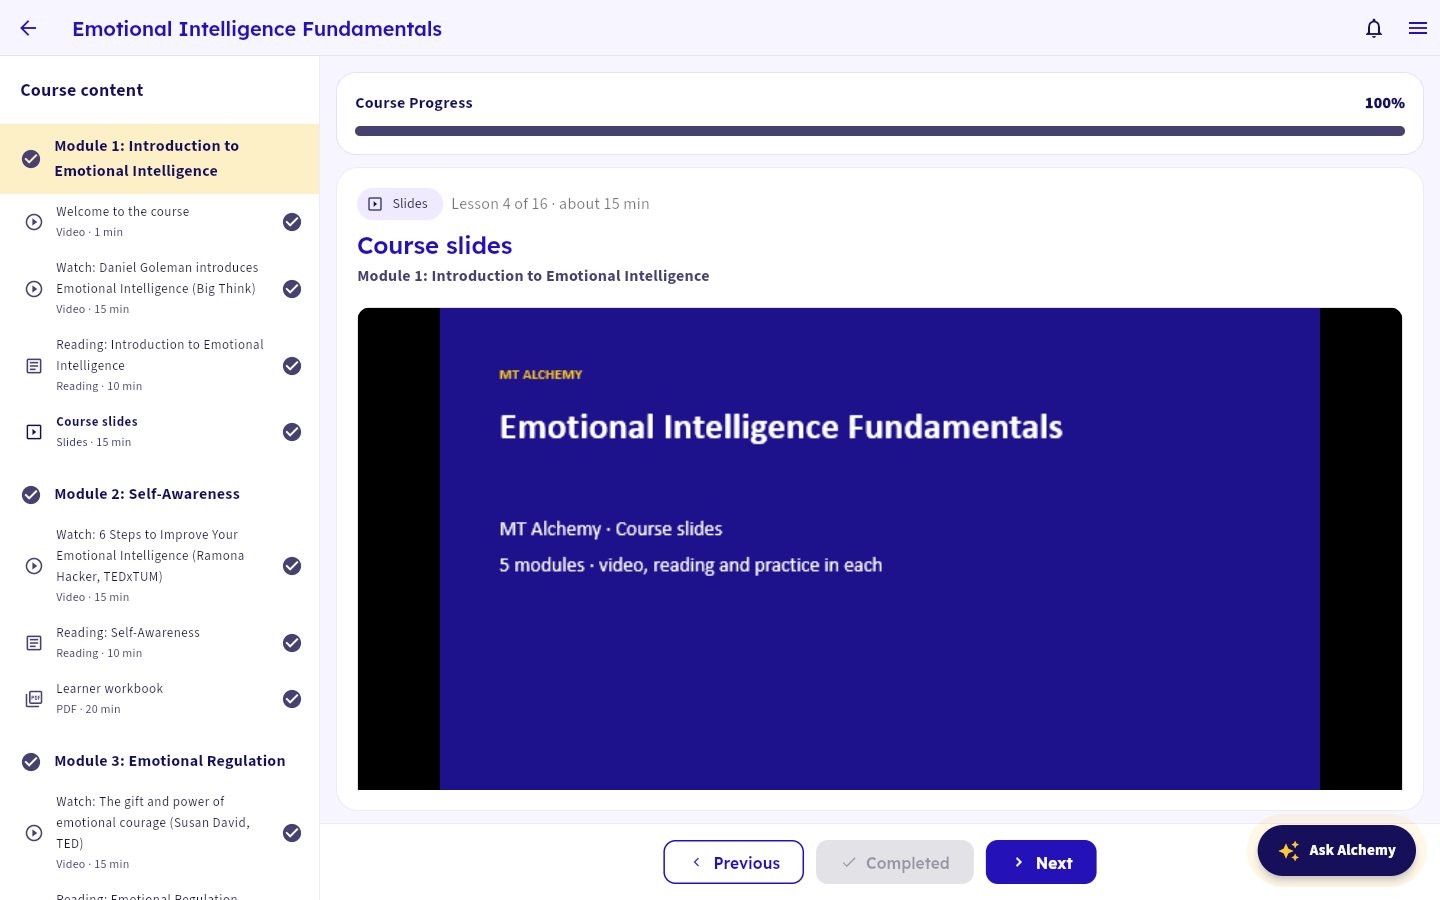 Emotional Intelligence Fundamentals
Course content
Module 1: Introduction to
Emotional Intelligence
Welcome to the course
Video · 1 min
Watch: Daniel Goleman introduces
Emotional Intelligence (Big Think)
Video · 15 min
Reading: Introduction to Emotional
Intelligence
Reading · 10 min
Course slides
Slides · 15 min
Module 2: Self-Awareness
Watch: 6 Steps to Improve Your
Emotional Intelligence (Ramona
Hacker, TEDxTUM)
Video · 15 min
Reading: Self-Awareness
Reading · 10 min
Learner workbook
PDF · 20 min
Module 3: Emotional Regulation
Watch: The gift and power of
emotional courage (Susan David,
TED)
Video · 15 min
Reading: Emotional Regulation
Course Progress
100%
Slides
Lesson 4 of 16 · about 15 min
Course slides
Module 1: Introduction to Emotional Intelligence
MT ALCHEMY
Emotional Intelligence Fundamentals
MT Alchemy · Course slides
5 modules · video, reading and practice in each
Previous
Completed
Next
Ask Alchemy